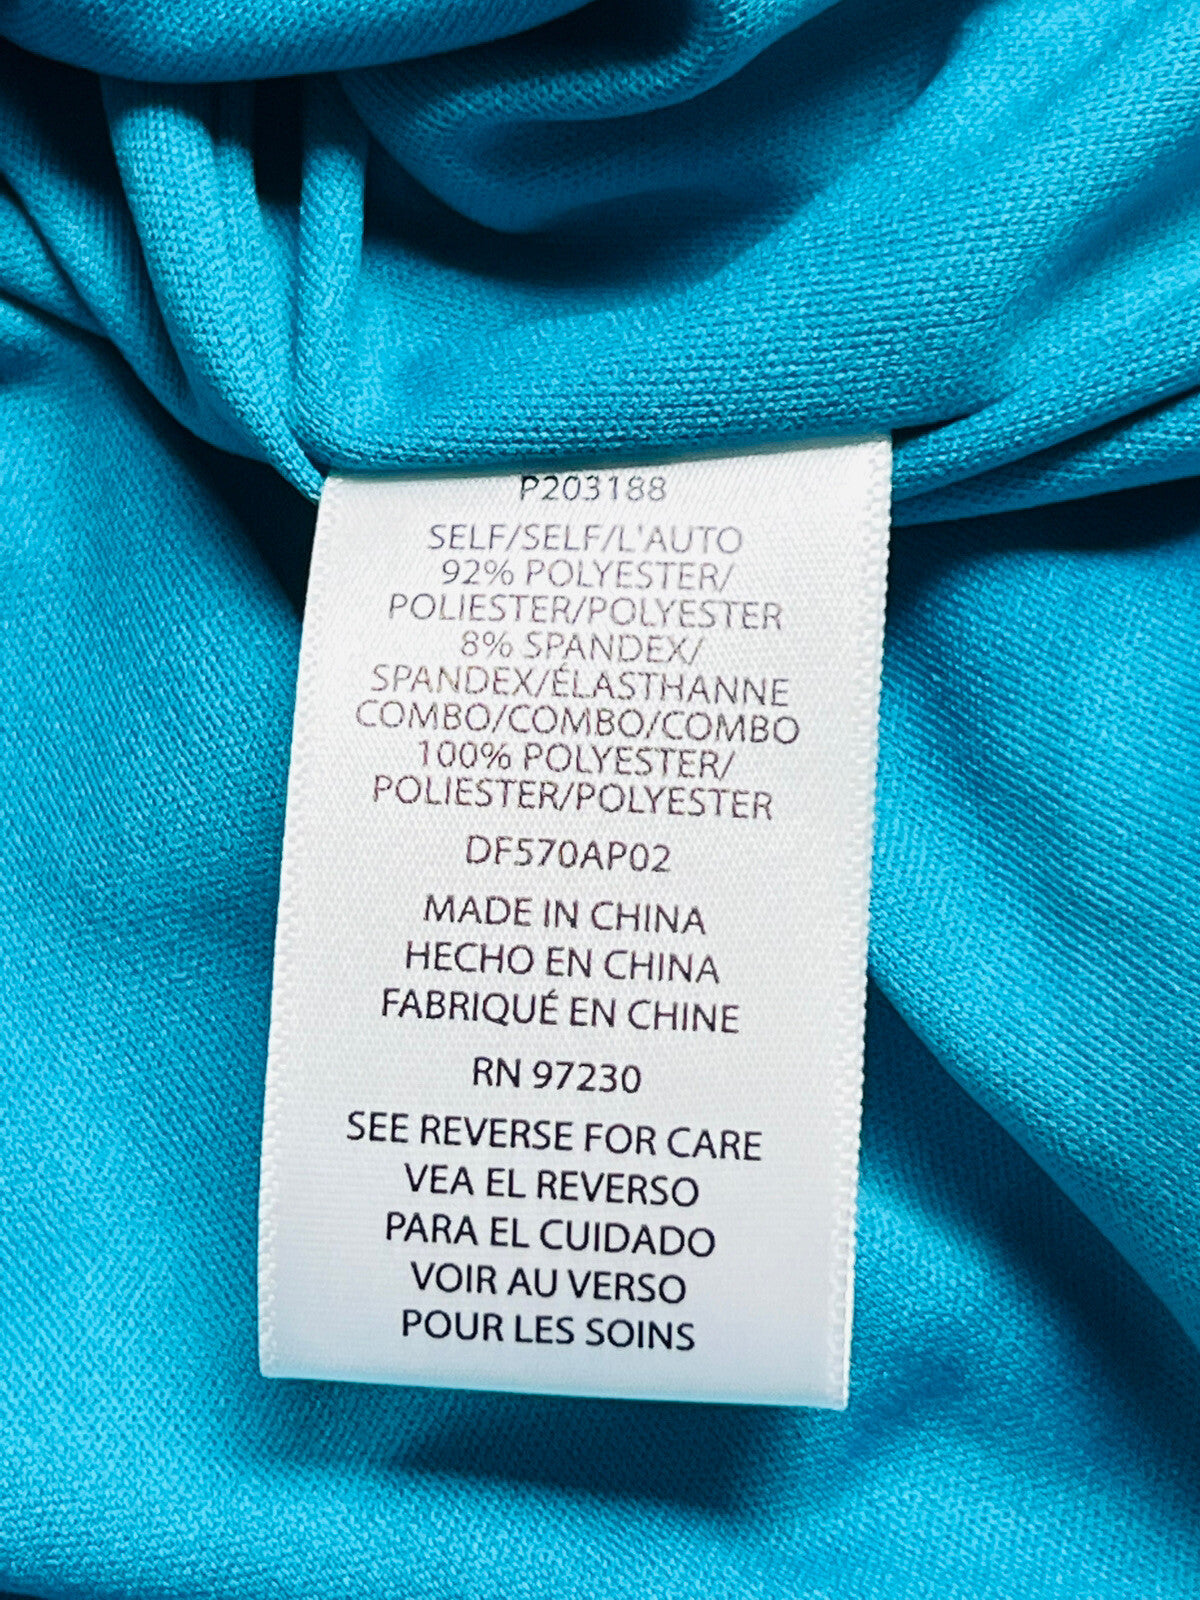 P203188
SELF/SELF/L'AUTO
92% POLYESTER/
POLIESTER/POLYESTER
8% SPANDEX/
SPANDEX/ÉLASTHANNE
COMBO/COMBO/COMBO
100% POLYESTER/
POLIESTER/POLYESTER
DF570AP02
MADE IN CHINA
HECHO EN CHINA
FABRIQUÉ EN CHINE
RN 97230
SEE REVERSE FOR CARE
VEA EL REVERSO
PARA EL CUIDADO
VOIR AU VERSO
POUR LES SOINS